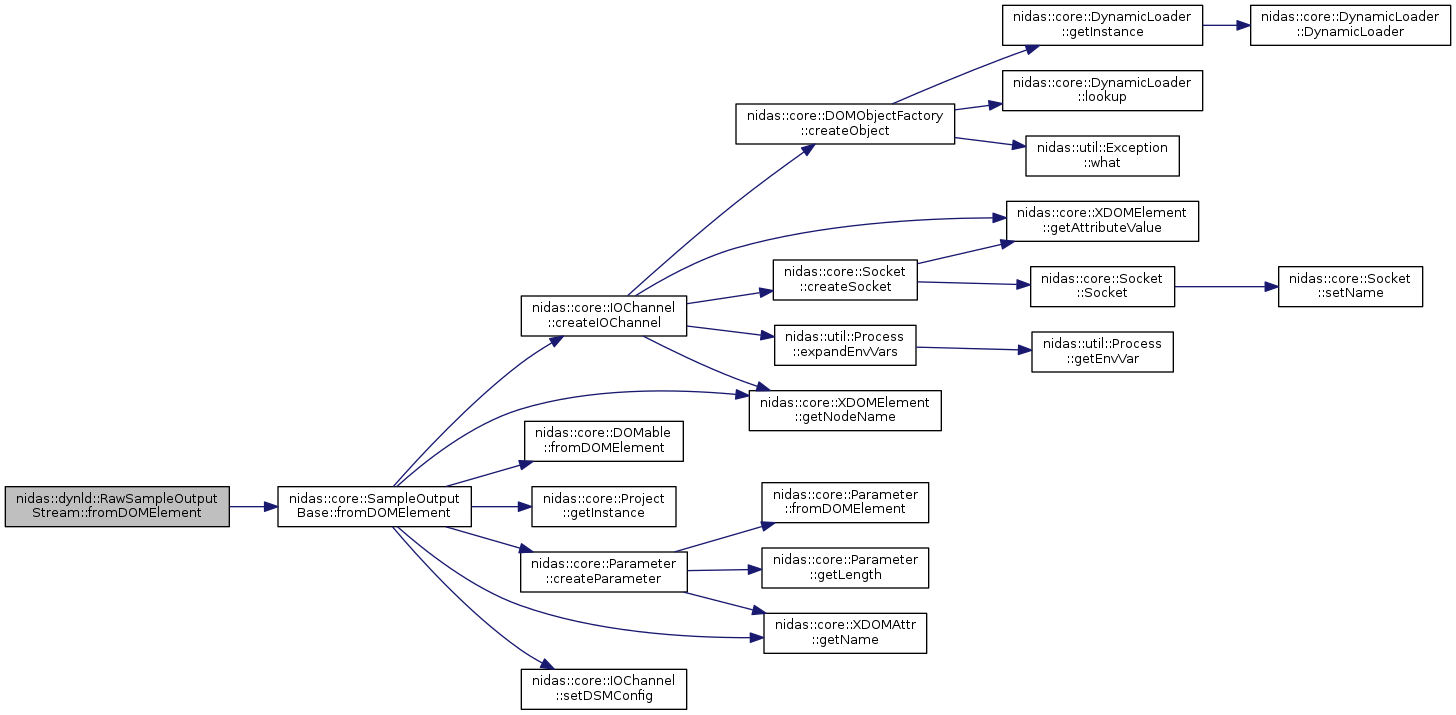 nidas::core::DynamicLoader
::getInstance
nidas::core::DynamicLoader
::DynamicLoader
nidas::core::DynamicLoader
::lookup
nidas::core::DOMObjectFactory
::createObject
nidas::util::Exception
::what
nidas::core::XDOMElement
::getAttributeValue
nidas::core::Socket
::createSocket
nidas::core::Socket
::Socket
nidas::core::Socket
::setName
nidas::core::IOChannel
::createIOChannel
nidas::util::Process
::expandEnvVars
nidas::util::Process
::getEnvVar
nidas::core::XDOMElement
::getNodeName
nidas::core::DOMable
::fromDOMElement
nidas::dynld::RawSampleOutput
Stream::fromDOMElement
nidas::core::SampleOutput
Base::fromDOMElement
nidas::core::Project
::getInstance
nidas::core::Parameter
::fromDOMElement
nidas::core::Parameter
::createParameter
nidas::core::Parameter
::getLength
nidas::core::XDOMAttr
::getName
nidas::core::IOChannel
::setDSMConfig